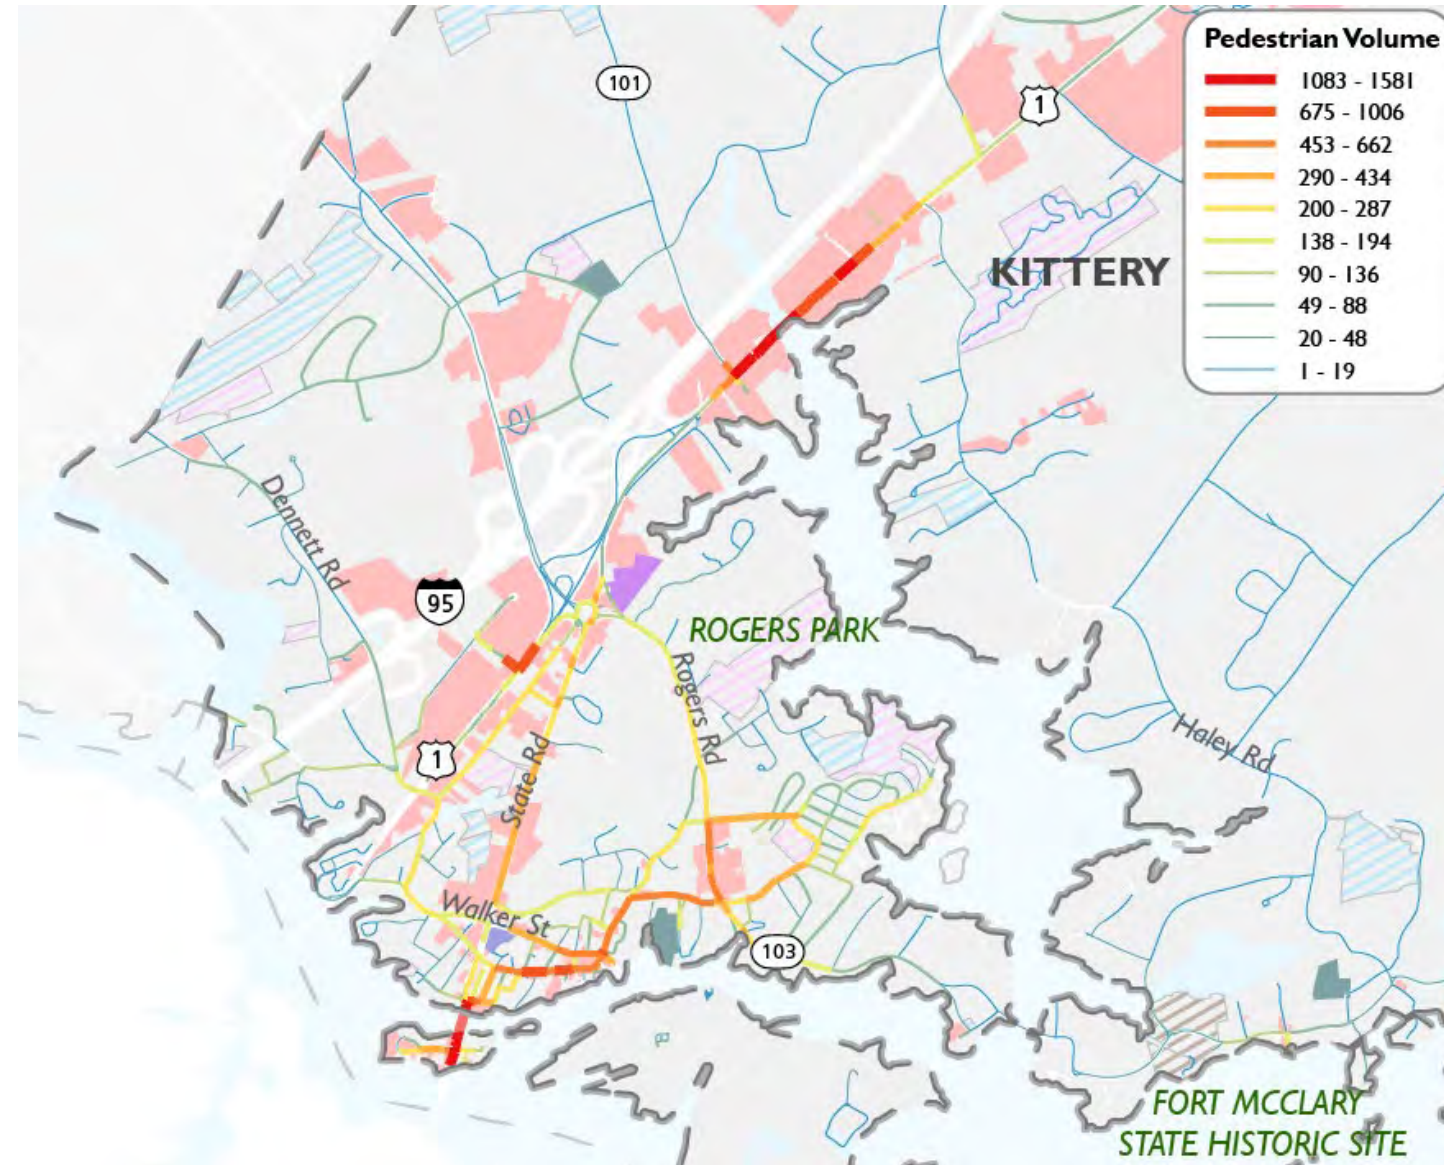 Pedestrian Volume
1083 - 1581
675 - 1006
453 - 662
290 - 434
200 - 287
138 - 194
90 - 136
49 - 88
20 - 48
1 - 19
101
1
KITTERY
Dennett Rd
95
ROGERS PARK
Rogers Rd
1
State Rd
Haley Rd
Walker St
103
FORT MCCLARY
STATE HISTORIC SITE